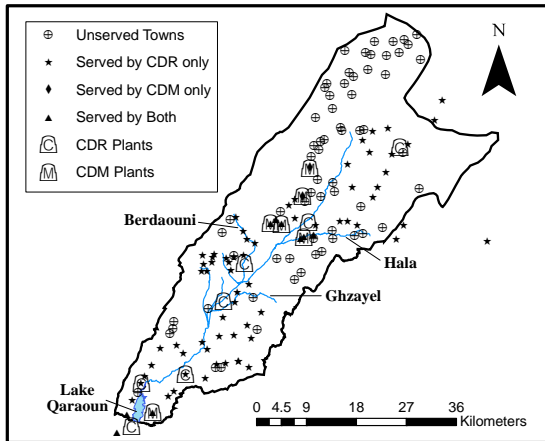 Unserved Towns
Served by CDR only
Served by CDM only
Served by Both
C CDR Plants
M CDM Plants
N
C
M
M
C
M M
Berdaouni
M M
Hala
C
Ghzayel
C
C
C
Lake
Qaraoun
M
C
0 4.5 9 18 27 36
Kilometers